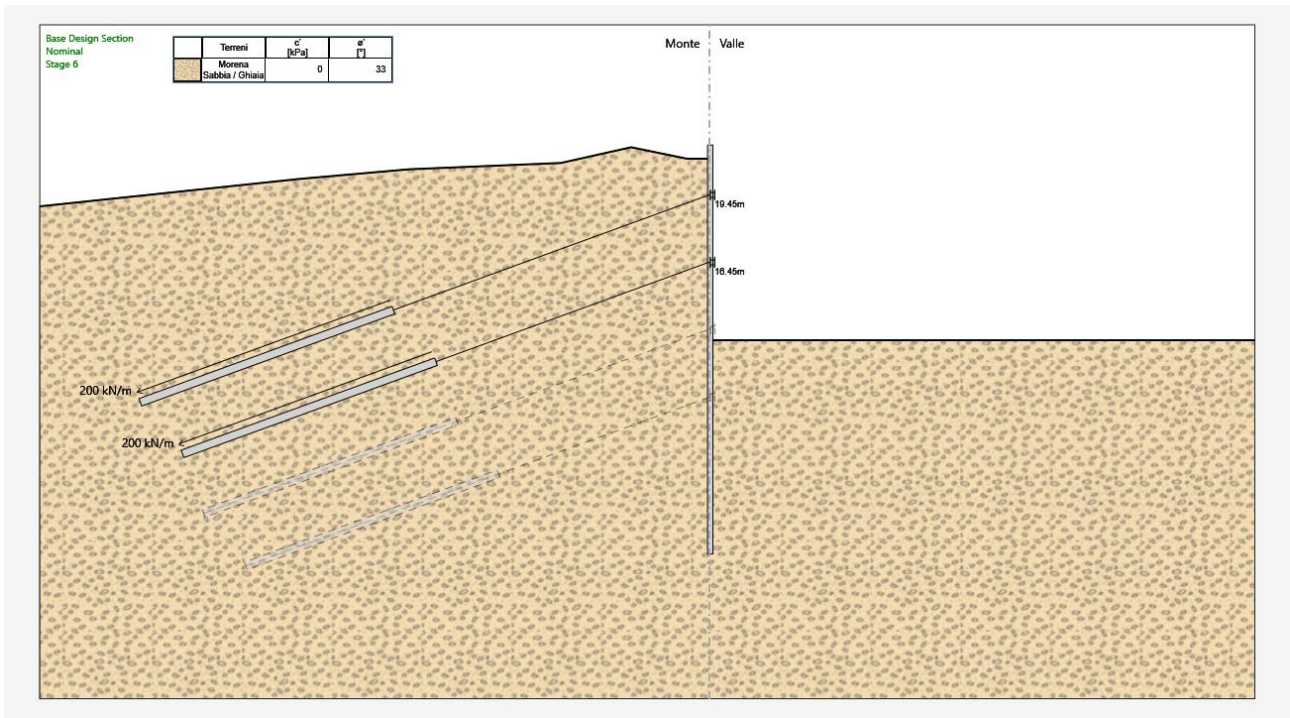 Base Design Section
Nominal
Stage 6
Terreni c' [kPa] ø' [°]
Morena Sabbia / Ghiaia 0 33
Monte Valle
19.45m
16.45m
200 kN/m
200 kN/m